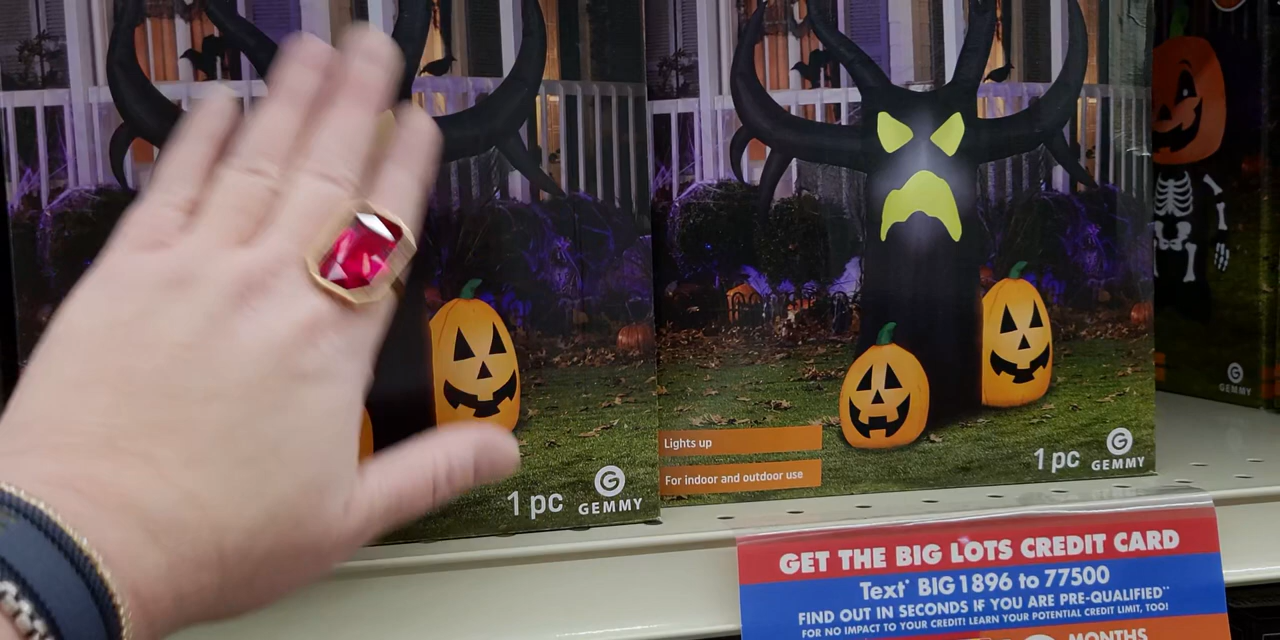 Lights up
For indoor and outdoor use
1 pc
GEMMY
1 pc
GEMMY
GEMMY
GET THE BIG LOTS CREDIT CARD
Text* BIG1896 to 77500
FIND OUT IN SECONDS IF YOU ARE PRE-QUALIFIED**
FOR NO IMPACT TO YOUR CREDIT! LEARN YOUR POTENTIAL CREDIT LIMIT, TOO!
MONTHS